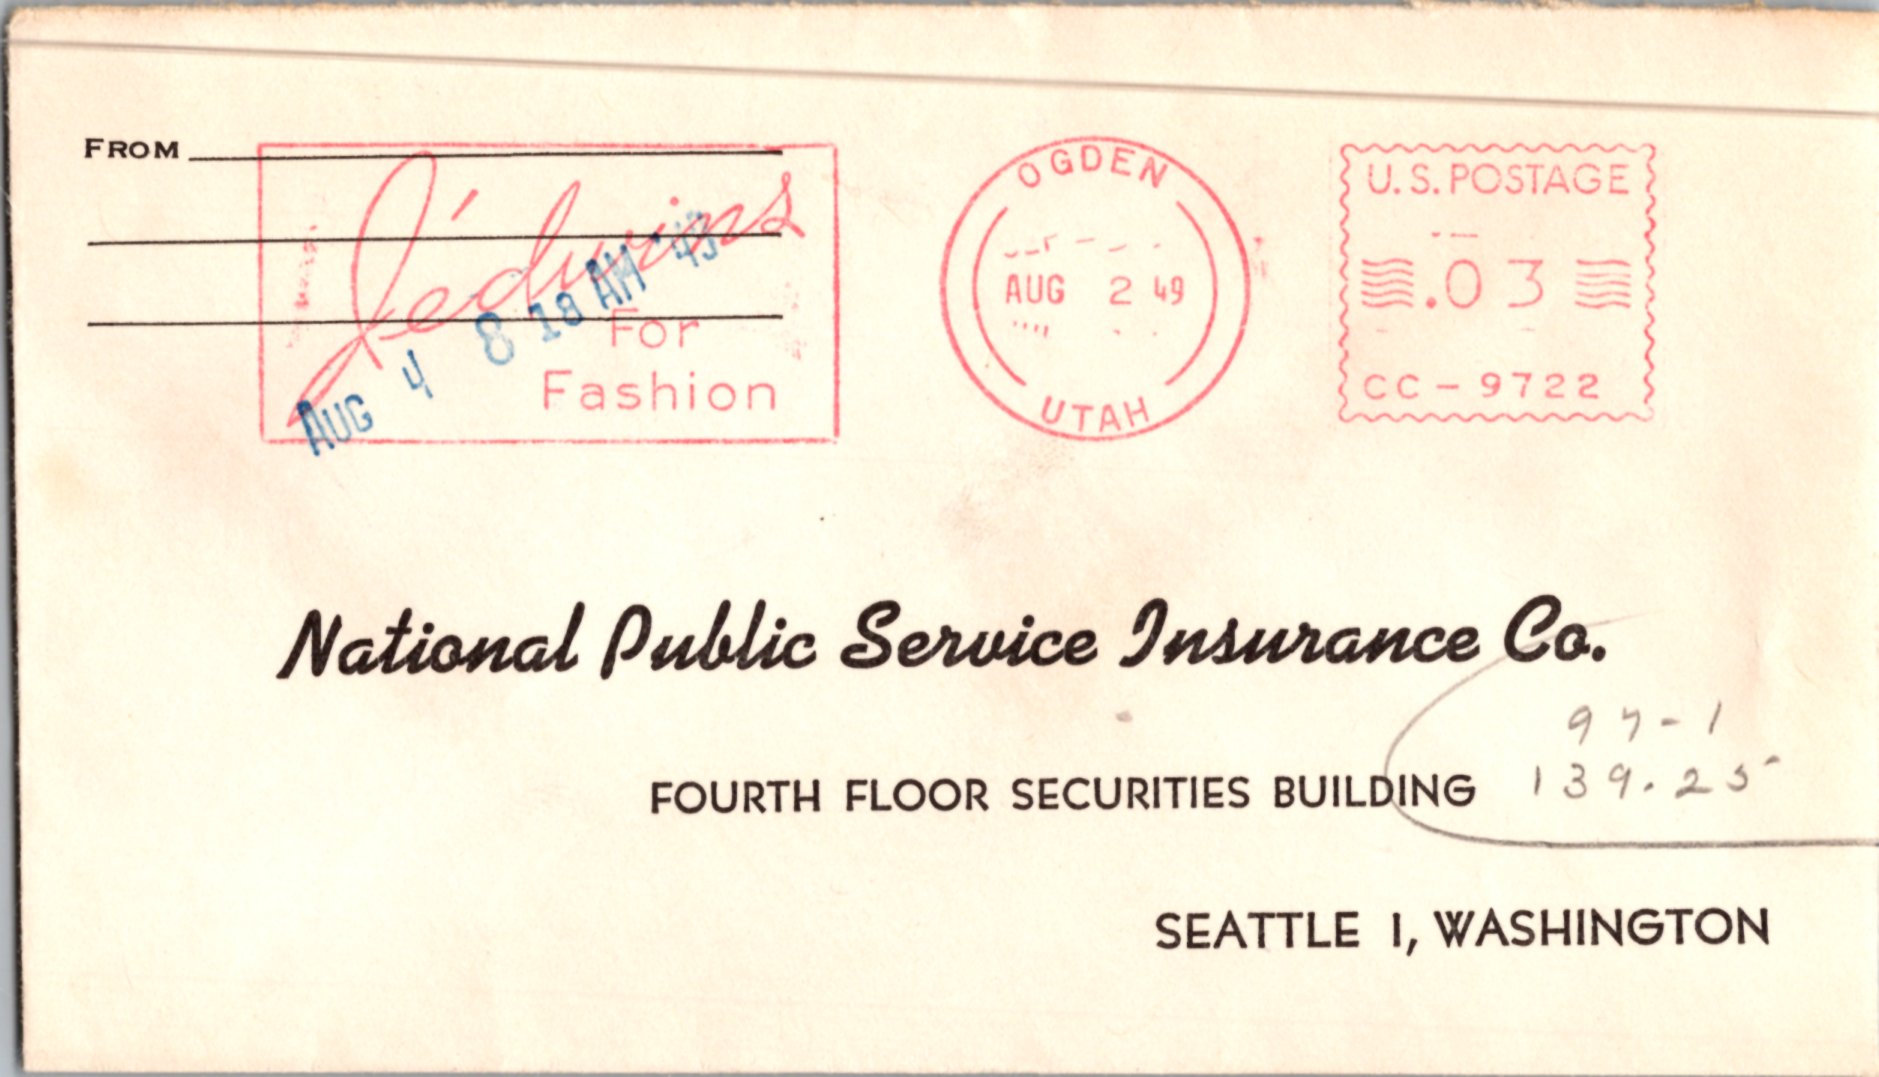 FROM
For
Fashion
AUG 4 8 18 AM '49
OGDEN
AUG 2 49
UTAH
U.S. POSTAGE
.03
CC-9722
National Public Service Insurance Co.
97-1
139.25
FOURTH FLOOR SECURITIES BUILDING
SEATTLE 1, WASHINGTON